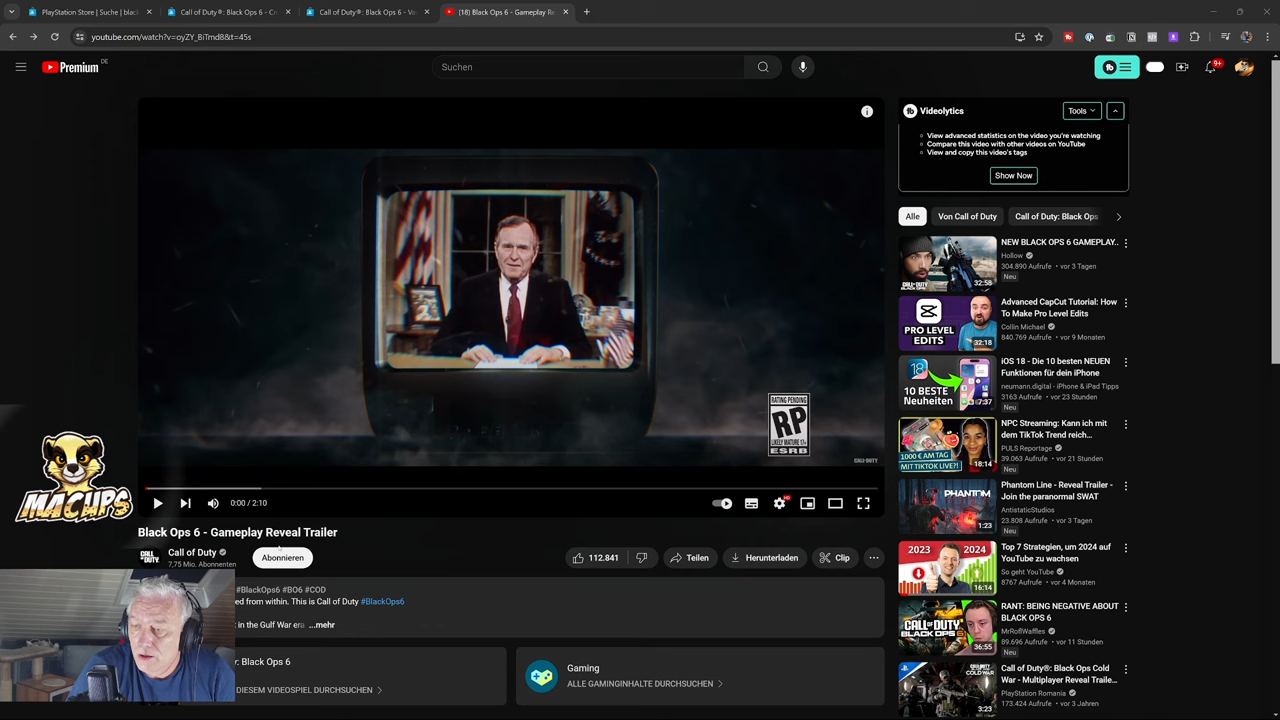 PlayStation Store | Suche | black
Call of Duty®: Black Ops 6 - Cr
Call of Duty®: Black Ops 6 - Va
(18) Black Ops 6 - Gameplay Re
youtube.com/watch?v=oyZY_BiTmd8&t=45s
Premium
DE
Suchen
9+
Videolytics
Tools
View advanced statistics on the video you're watching
Compare this video with other videos on YouTube
View and copy this video's tags
Show Now
Alle
Von Call of Duty
Call of Duty: Black Ops
NEW BLACK OPS 6 GAMEPLAY..
Hollow
304.890 Aufrufe • vor 3 Tagen
Neu
32:58
PRO LEVEL
EDITS
32:18
Advanced CapCut Tutorial: How
To Make Pro Level Edits
Collin Michael
840.769 Aufrufe • vor 9 Monaten
18
10 BESTE
Neuheiten
7:37
iOS 18 - Die 10 besten NEUEN
Funktionen für dein iPhone
neumann.digital - iPhone & iPad Tipps
3163 Aufrufe • vor 23 Stunden
Neu
1000 € AM TAG
MIT TIKTOK LIVE?!
18:14
NPC Streaming: Kann ich mit
dem TikTok Trend reich...
PULS Reportage
39.063 Aufrufe • vor 21 Stunden
Neu
PHANTOM
1:23
Phantom Line - Reveal Trailer -
Join the paranormal SWAT
AntistaticStudios
23.808 Aufrufe • vor 3 Tagen
Neu
2023
2024
16:14
Top 7 Strategien, um 2024 auf
YouTube zu wachsen
So geht YouTube
8767 Aufrufe • vor 4 Monaten
CALL OF DUTY
BLACK OPS 6
36:55
RANT: BEING NEGATIVE ABOUT
BLACK OPS 6
MrRoflWaffles
89.696 Aufrufe • vor 11 Stunden
Neu
3:23
Call of Duty®: Black Ops Cold
War - Multiplayer Reveal Traile...
PlayStation Romania
173.424 Aufrufe • vor 3 Jahren
RATING PENDING
RP
LIKELY MATURE 17+
ESRB
CALL·DUTY
0:00 / 2:10
HD
MACUPS
Black Ops 6 - Gameplay Reveal Trailer
CALL OF DUTY
Call of Duty
7,75 Mio. Abonnenten
Abonnieren
112.841
Teilen
Herunterladen
Clip
#BlackOps6 #BO6 #COD
ed from within. This is Call of Duty #BlackOps6
in the Gulf War era ...mehr
: Black Ops 6
DIESEM VIDEOSPIEL DURCHSUCHEN
Gaming
ALLE GAMINGINHALTE DURCHSUCHEN